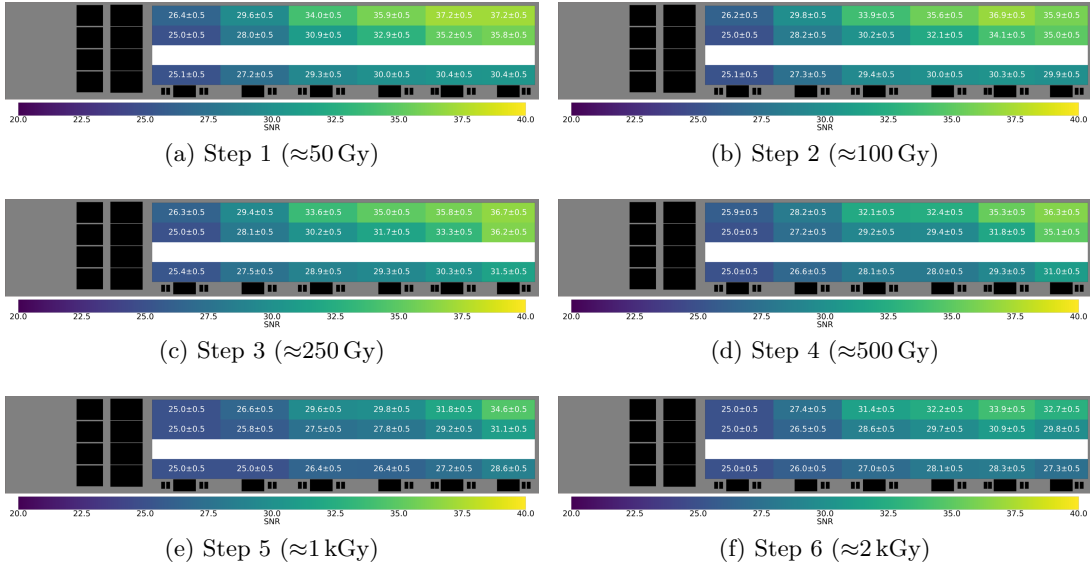 26.4±0.5 29.6±0.5 34.0±0.5 35.9±0.5 37.2±0.5 37.2±0.5
25.0±0.5 28.0±0.5 30.9±0.5 32.9±0.5 35.2±0.5 35.8±0.5
25.1±0.5 27.2±0.5 29.3±0.5 30.0±0.5 30.4±0.5 30.4±0.5
20.0 22.5 25.0 27.5 30.0 32.5 35.0 37.5 40.0
SNR
(a) Step 1 (≈50 Gy)
26.2±0.5 29.8±0.5 33.9±0.5 35.6±0.5 36.9±0.5 35.9±0.5
25.0±0.5 28.2±0.5 30.2±0.5 32.1±0.5 34.1±0.5 35.0±0.5
25.1±0.5 27.3±0.5 29.4±0.5 30.0±0.5 30.3±0.5 29.9±0.5
20.0 22.5 25.0 27.5 30.0 32.5 35.0 37.5 40.0
SNR
(b) Step 2 (≈100 Gy)
26.3±0.5 29.4±0.5 33.6±0.5 35.0±0.5 35.8±0.5 36.7±0.5
25.0±0.5 28.1±0.5 30.2±0.5 31.7±0.5 33.3±0.5 36.2±0.5
25.4±0.5 27.5±0.5 28.9±0.5 29.3±0.5 30.3±0.5 31.5±0.5
20.0 22.5 25.0 27.5 30.0 32.5 35.0 37.5 40.0
SNR
(c) Step 3 (≈250 Gy)
25.9±0.5 28.2±0.5 32.1±0.5 32.4±0.5 35.3±0.5 36.3±0.5
25.0±0.5 27.2±0.5 29.2±0.5 29.4±0.5 31.8±0.5 35.1±0.5
25.0±0.5 26.6±0.5 28.1±0.5 28.0±0.5 29.3±0.5 31.0±0.5
20.0 22.5 25.0 27.5 30.0 32.5 35.0 37.5 40.0
SNR
(d) Step 4 (≈500 Gy)
25.0±0.5 26.6±0.5 29.6±0.5 29.8±0.5 31.8±0.5 34.6±0.5
25.0±0.5 25.8±0.5 27.5±0.5 27.8±0.5 29.2±0.5 31.1±0.5
25.0±0.5 25.0±0.5 26.4±0.5 26.4±0.5 27.2±0.5 28.6±0.5
20.0 22.5 25.0 27.5 30.0 32.5 35.0 37.5 40.0
SNR
(e) Step 5 (≈1 kGy)
25.0±0.5 27.4±0.5 31.4±0.5 32.2±0.5 33.9±0.5 32.7±0.5
25.0±0.5 26.5±0.5 28.6±0.5 29.7±0.5 30.9±0.5 29.8±0.5
25.0±0.5 26.0±0.5 27.0±0.5 28.1±0.5 28.3±0.5 27.3±0.5
20.0 22.5 25.0 27.5 30.0 32.5 35.0 37.5 40.0
SNR
(f) Step 6 (≈2 kGy)